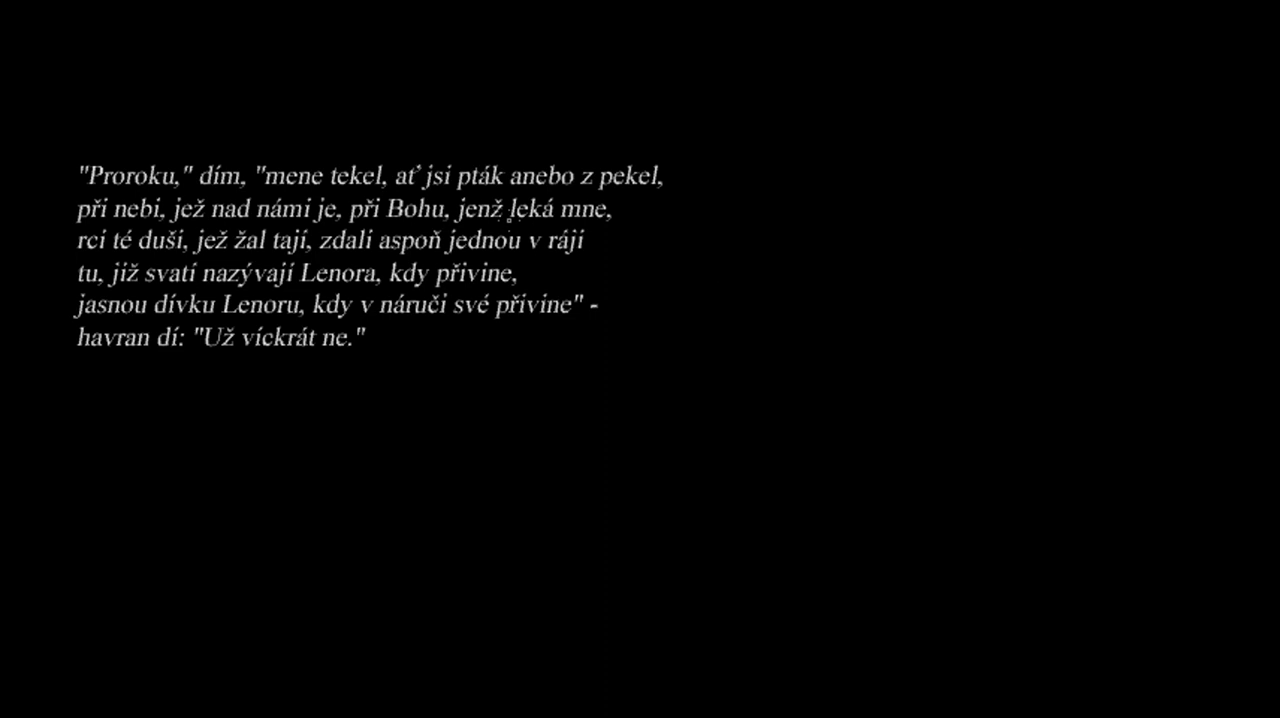 "Proroku," dím, "mene tekel, ať jsi pták anebo z pekel,
při nebi, jež nad námi je, při Bohu, jenž leká mne,
rci té duši, jež žal tají, zdali aspoň jednou v ráji
tu, již svatí nazývají Lenora, kdy přivine,
jasnou dívku Lenoru, kdy v náručí své přivine" -
havran dí: "Už víckrát ne."